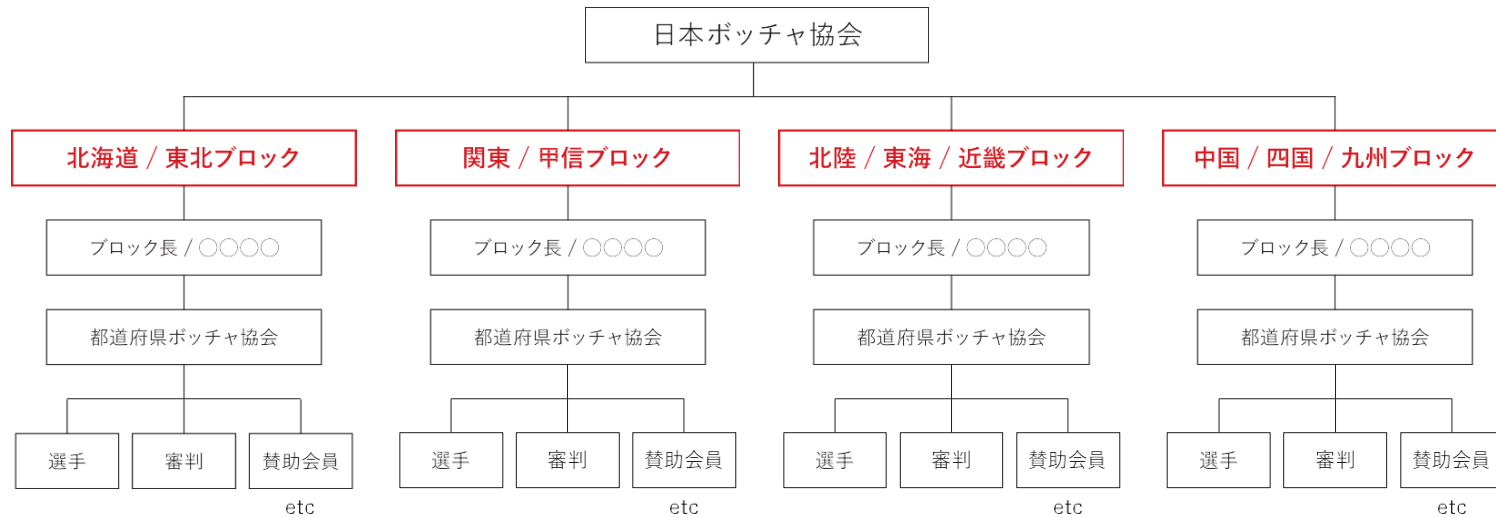 日本ボッチャ協会
北海道 / 東北ブロック
関東 / 甲信ブロック
北陸 / 東海 / 近畿ブロック
中国 / 四国 / 九州ブロック
ブロック長 / ○○○○
ブロック長 / ○○○○
ブロック長 / ○○○○
ブロック長 / ○○○○
都道府県ボッチャ協会
都道府県ボッチャ協会
都道府県ボッチャ協会
都道府県ボッチャ協会
選手
審判
賛助会員
選手
審判
賛助会員
選手
審判
賛助会員
選手
審判
賛助会員
etc
etc
etc
etc